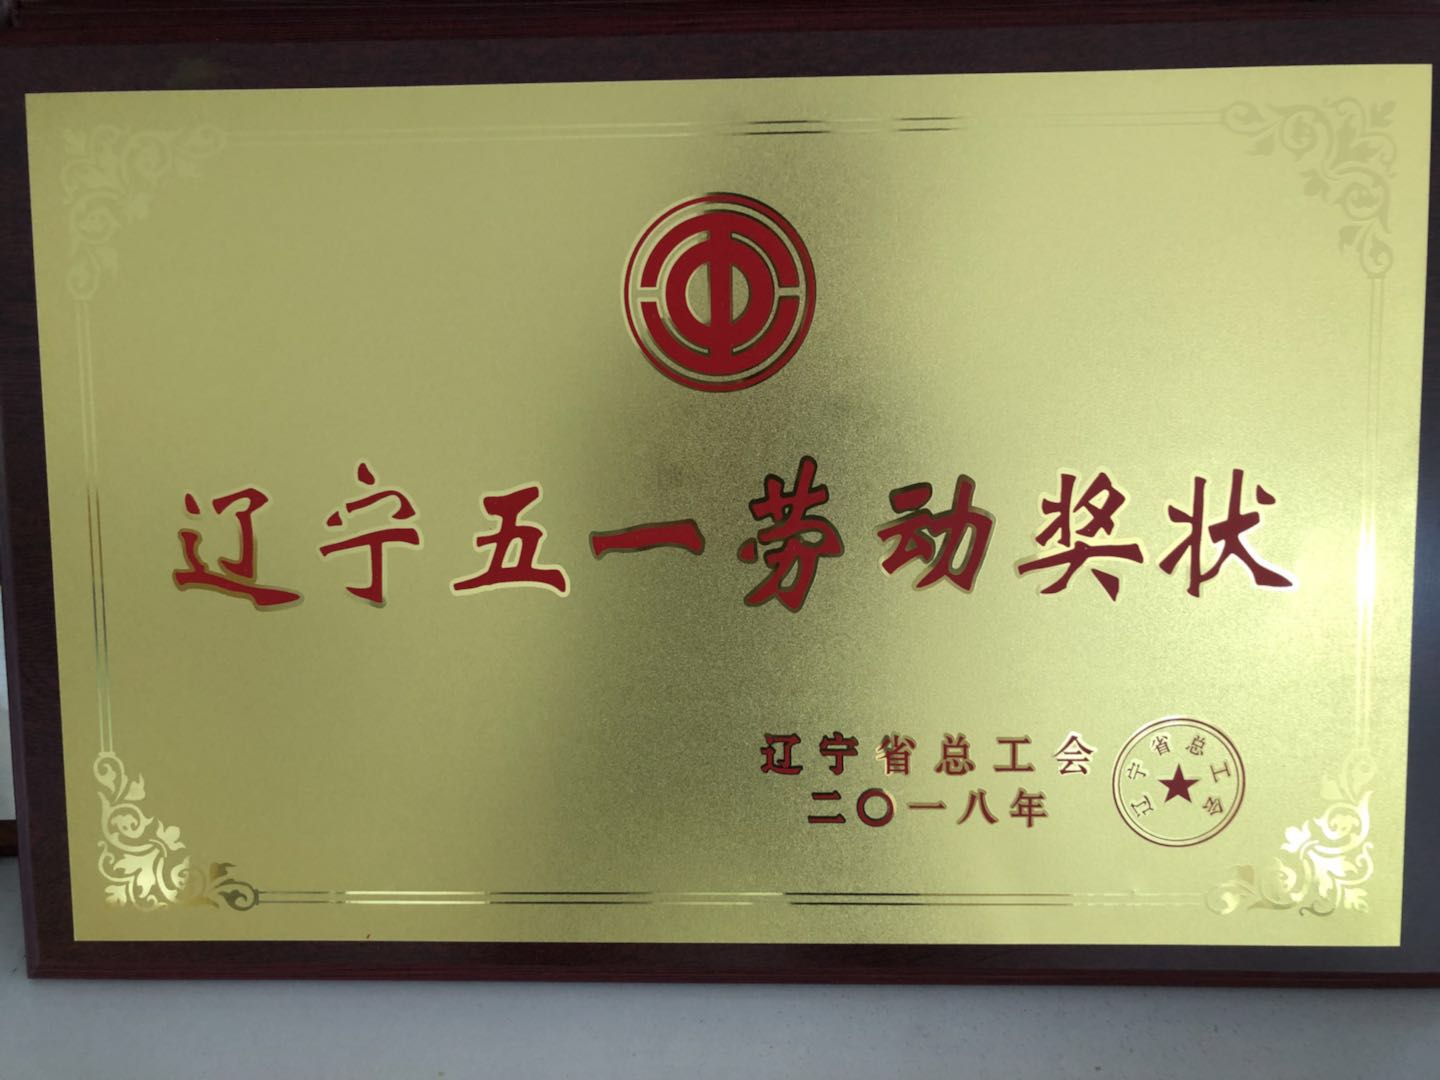 辽宁五一劳动奖状
辽宁省总工会
二〇一八年
辽宁省总工会